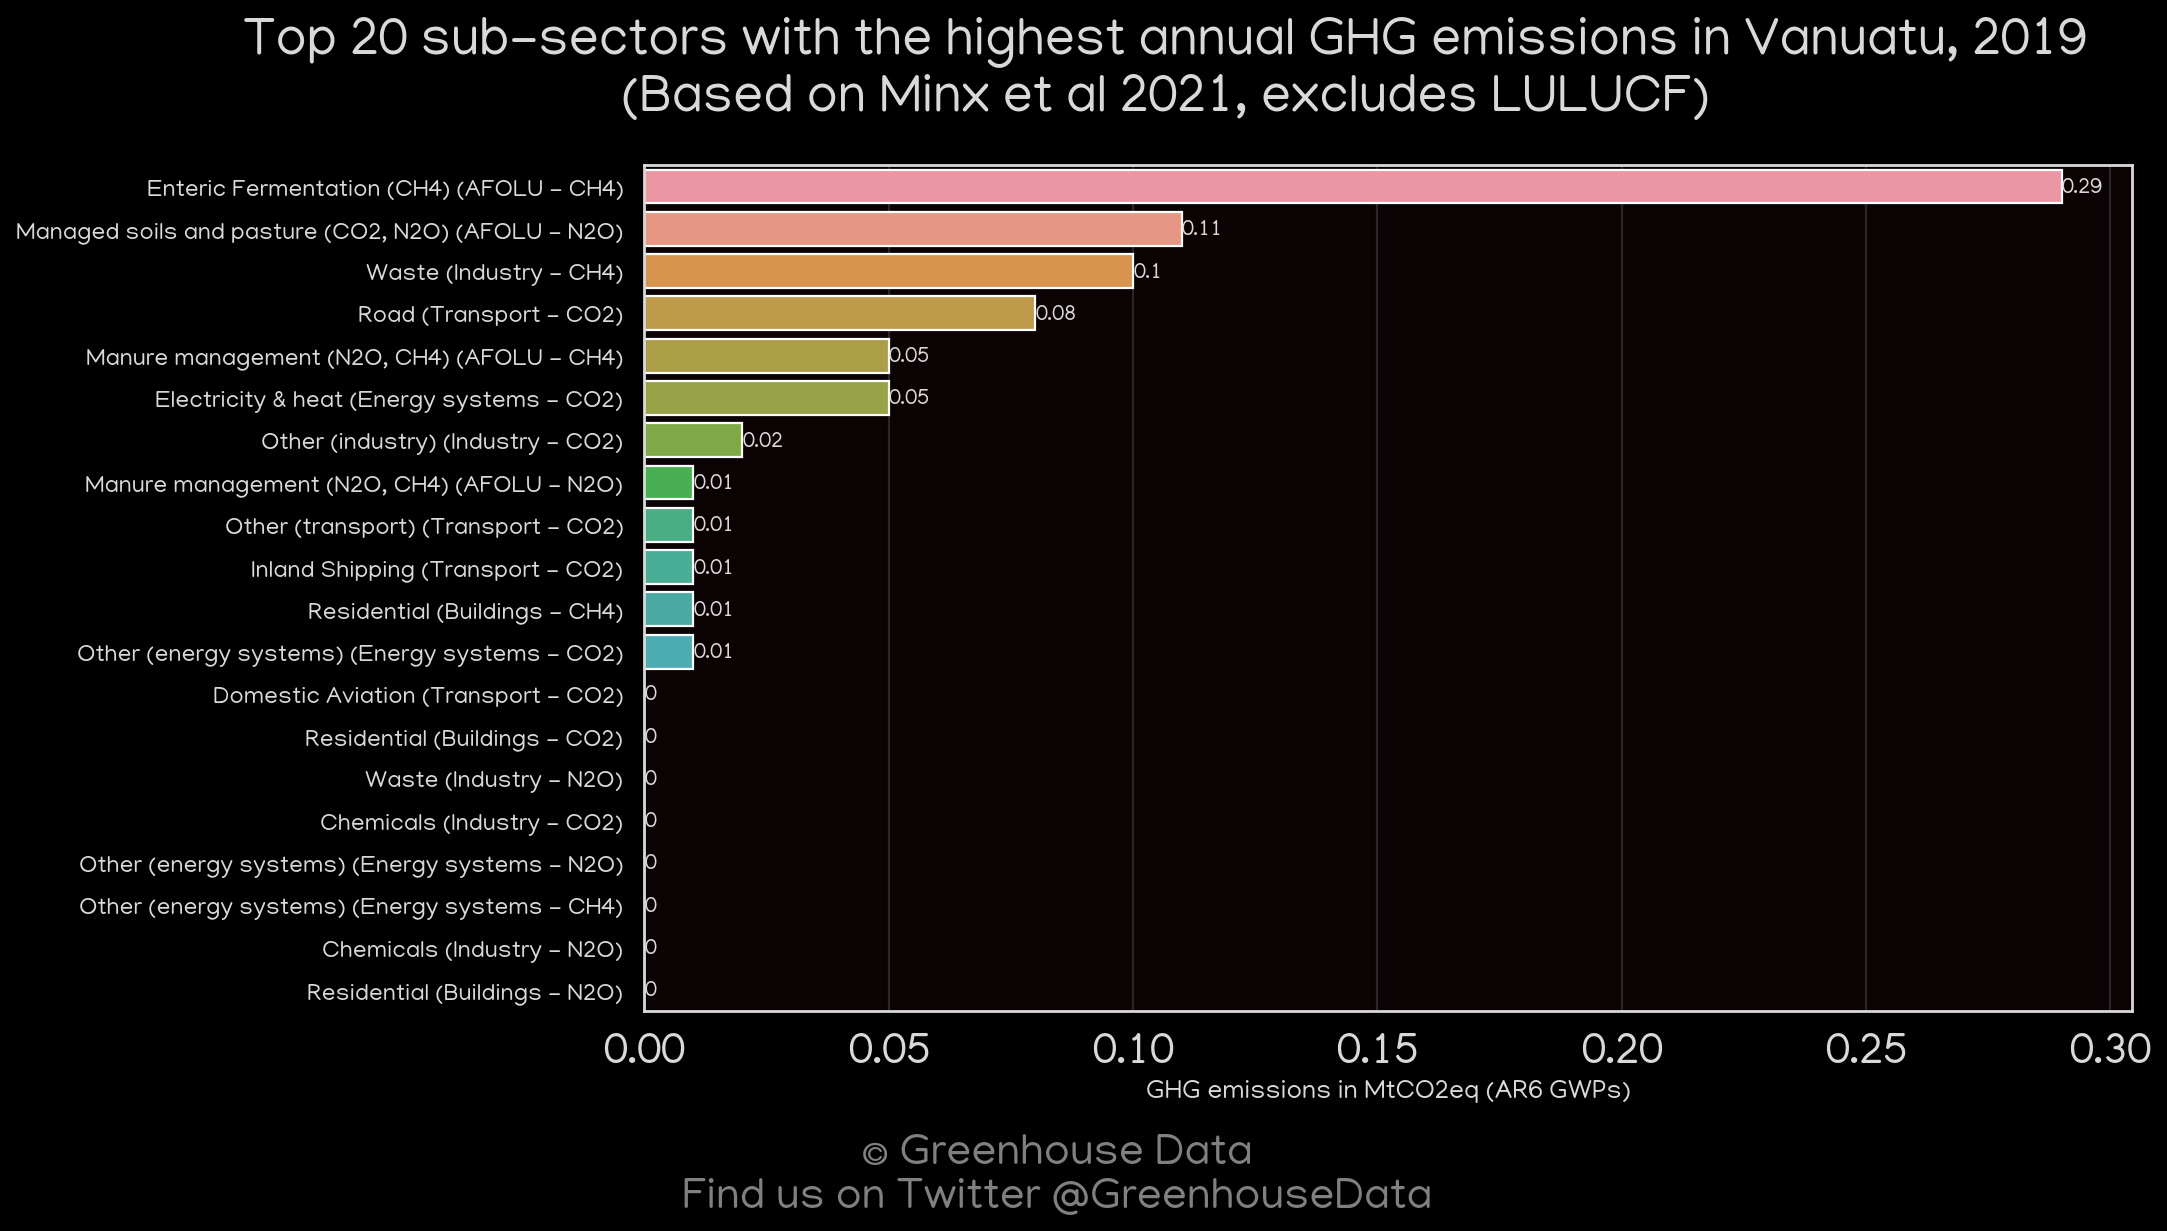 Top 20 sub-sectors with the highest annual GHG emissions in Vanuatu, 2019
(Based on Minx et al 2021, excludes LULUCF)
Enteric Fermentation (CH4) (AFOLU - CH4) 0.29
Managed soils and pasture (CO2, N2O) (AFOLU - N2O) 0.11
Waste (Industry - CH4) 0.1
Road (Transport - CO2) 0.08
Manure management (N2O, CH4) (AFOLU - CH4) 0.05
Electricity & heat (Energy systems - CO2) 0.05
Other (industry) (Industry - CO2) 0.02
Manure management (N2O, CH4) (AFOLU - N2O) 0.01
Other (transport) (Transport - CO2) 0.01
Inland Shipping (Transport - CO2) 0.01
Residential (Buildings - CH4) 0.01
Other (energy systems) (Energy systems - CO2) 0.01
Domestic Aviation (Transport - CO2) 0
Residential (Buildings - CO2) 0
Waste (Industry - N2O) 0
Chemicals (Industry - CO2) 0
Other (energy systems) (Energy systems - N2O) 0
Other (energy systems) (Energy systems - CH4) 0
Chemicals (Industry - N2O) 0
Residential (Buildings - N2O) 0
0.00 0.05 0.10 0.15 0.20 0.25 0.30
GHG emissions in MtCO2eq (AR6 GWPs)
© Greenhouse Data
Find us on Twitter @GreenhouseData